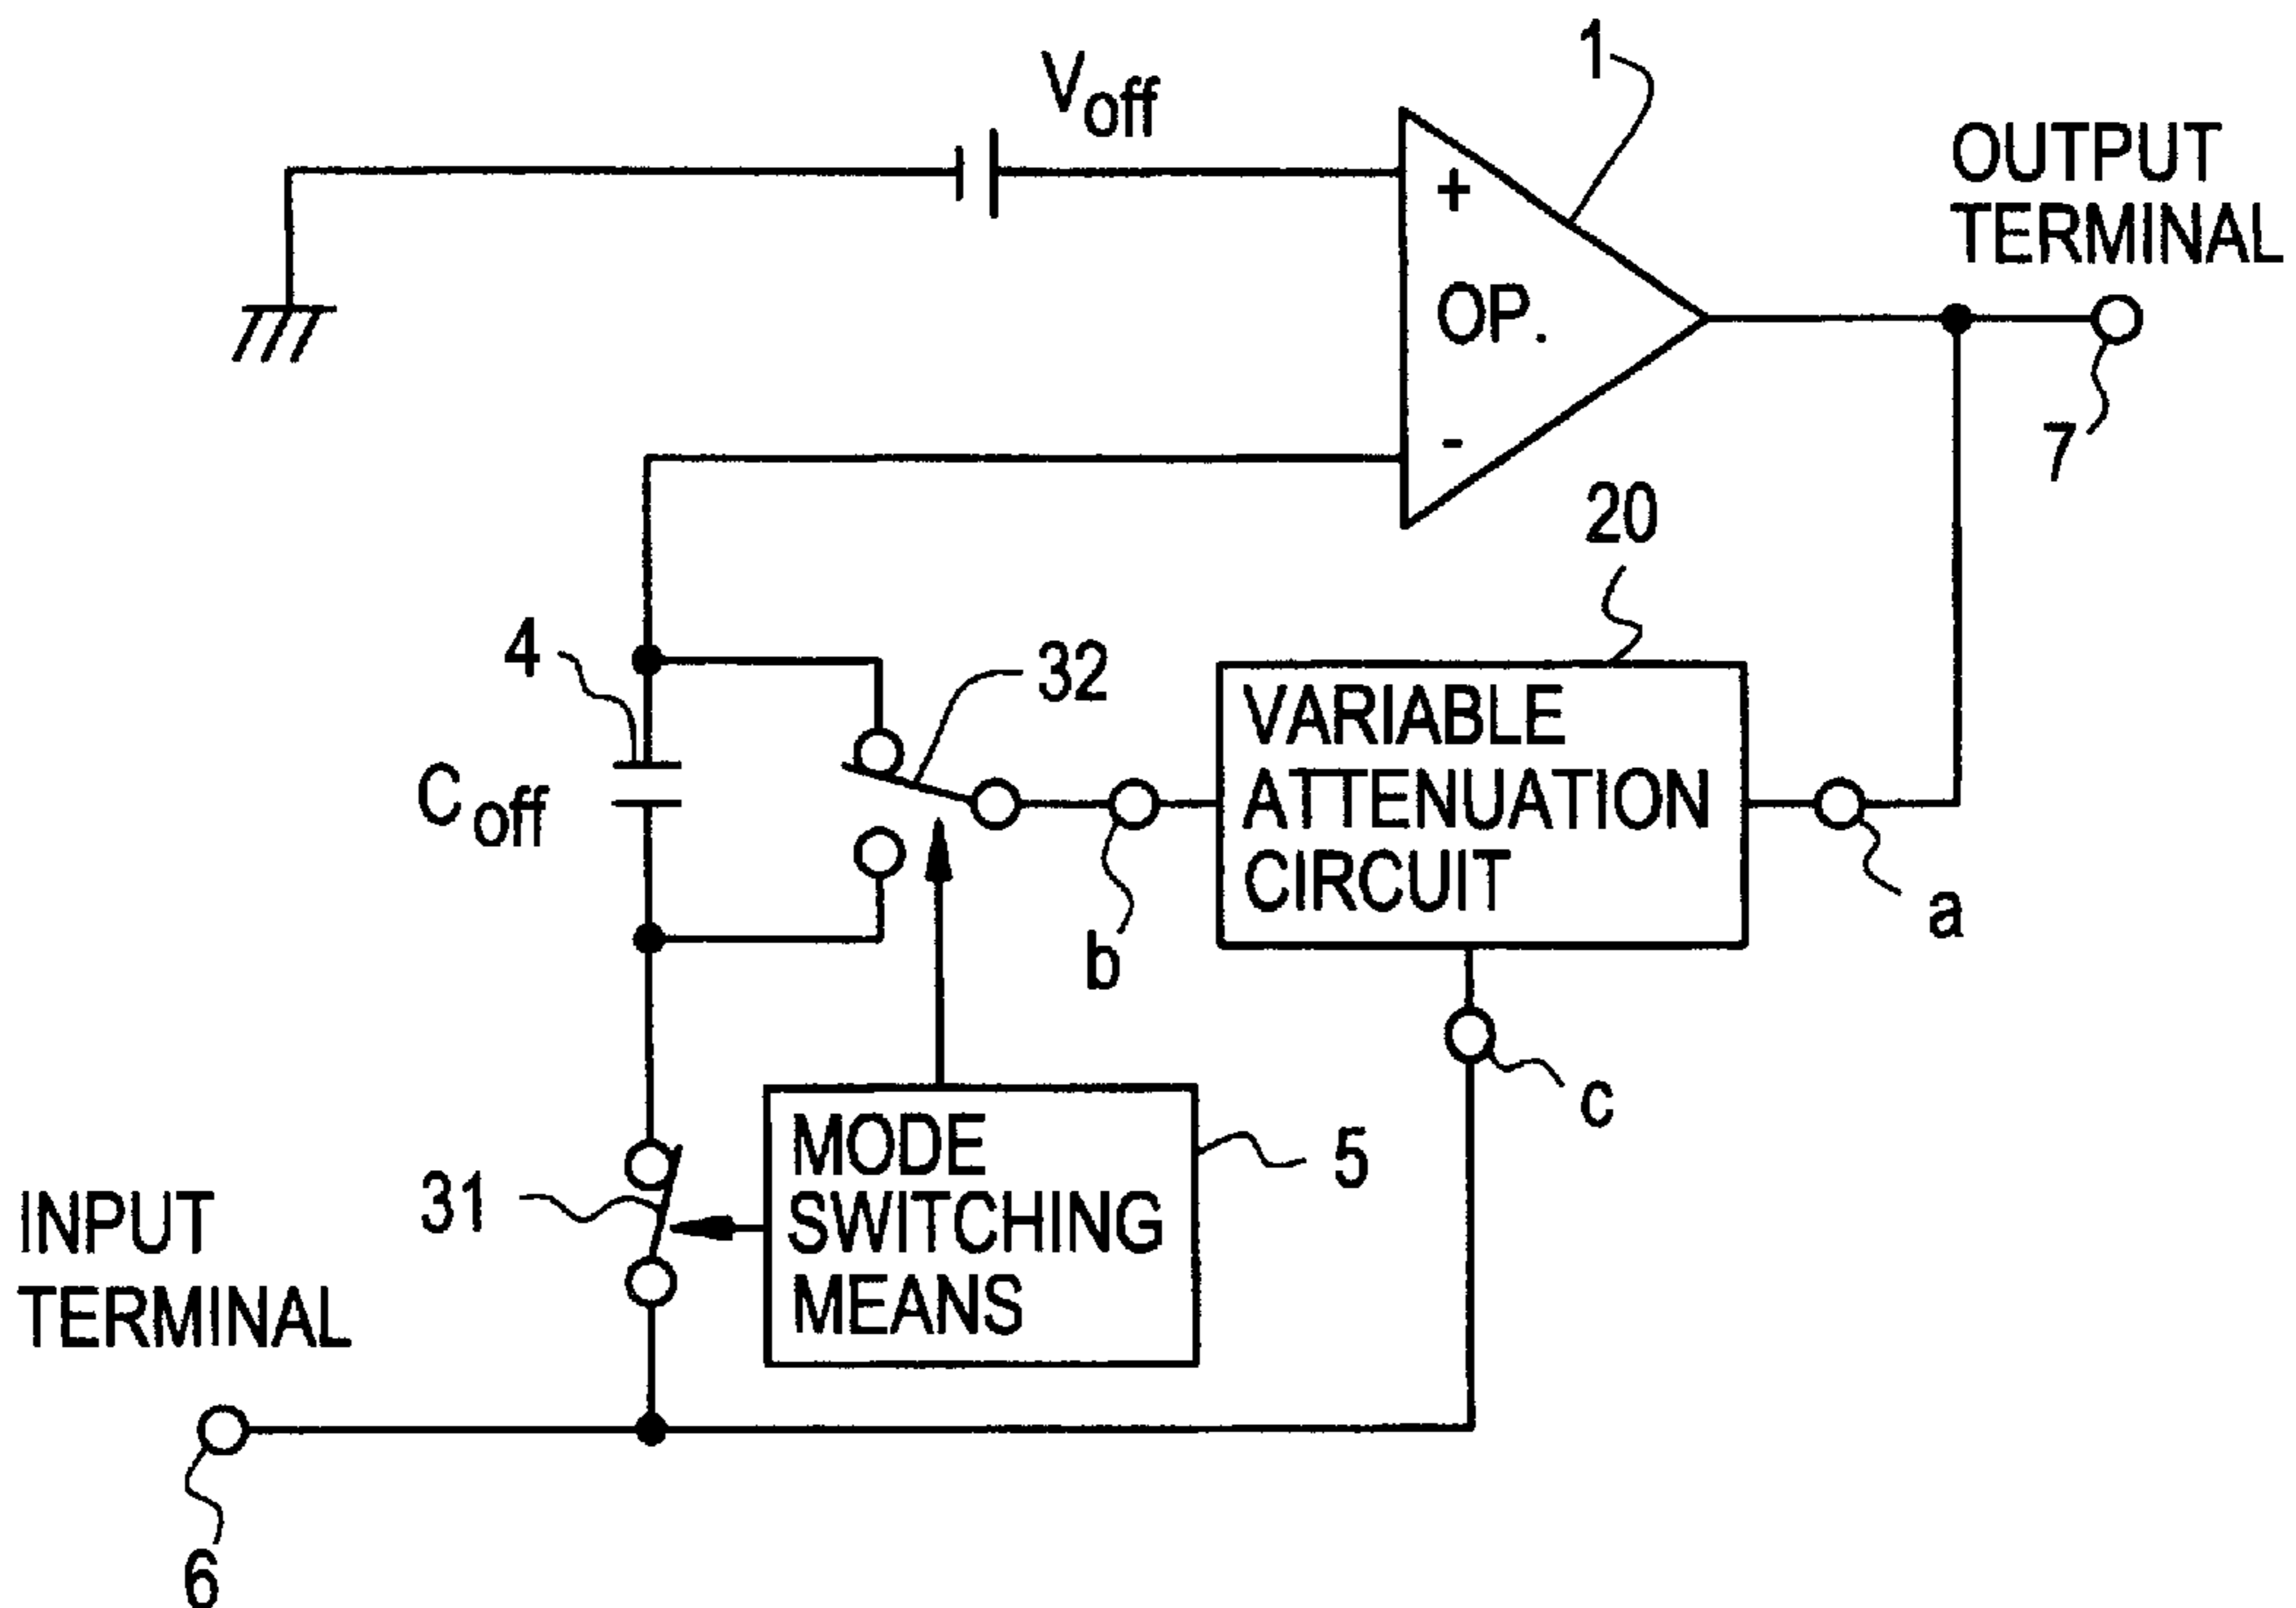 1
Voff
OUTPUT
TERMINAL
+
OP.
-
7
20
4
32
VARIABLE
ATTENUATION
CIRCUIT
Coff
a
b
c
MODE
SWITCHING
MEANS
5
31
INPUT
TERMINAL
6